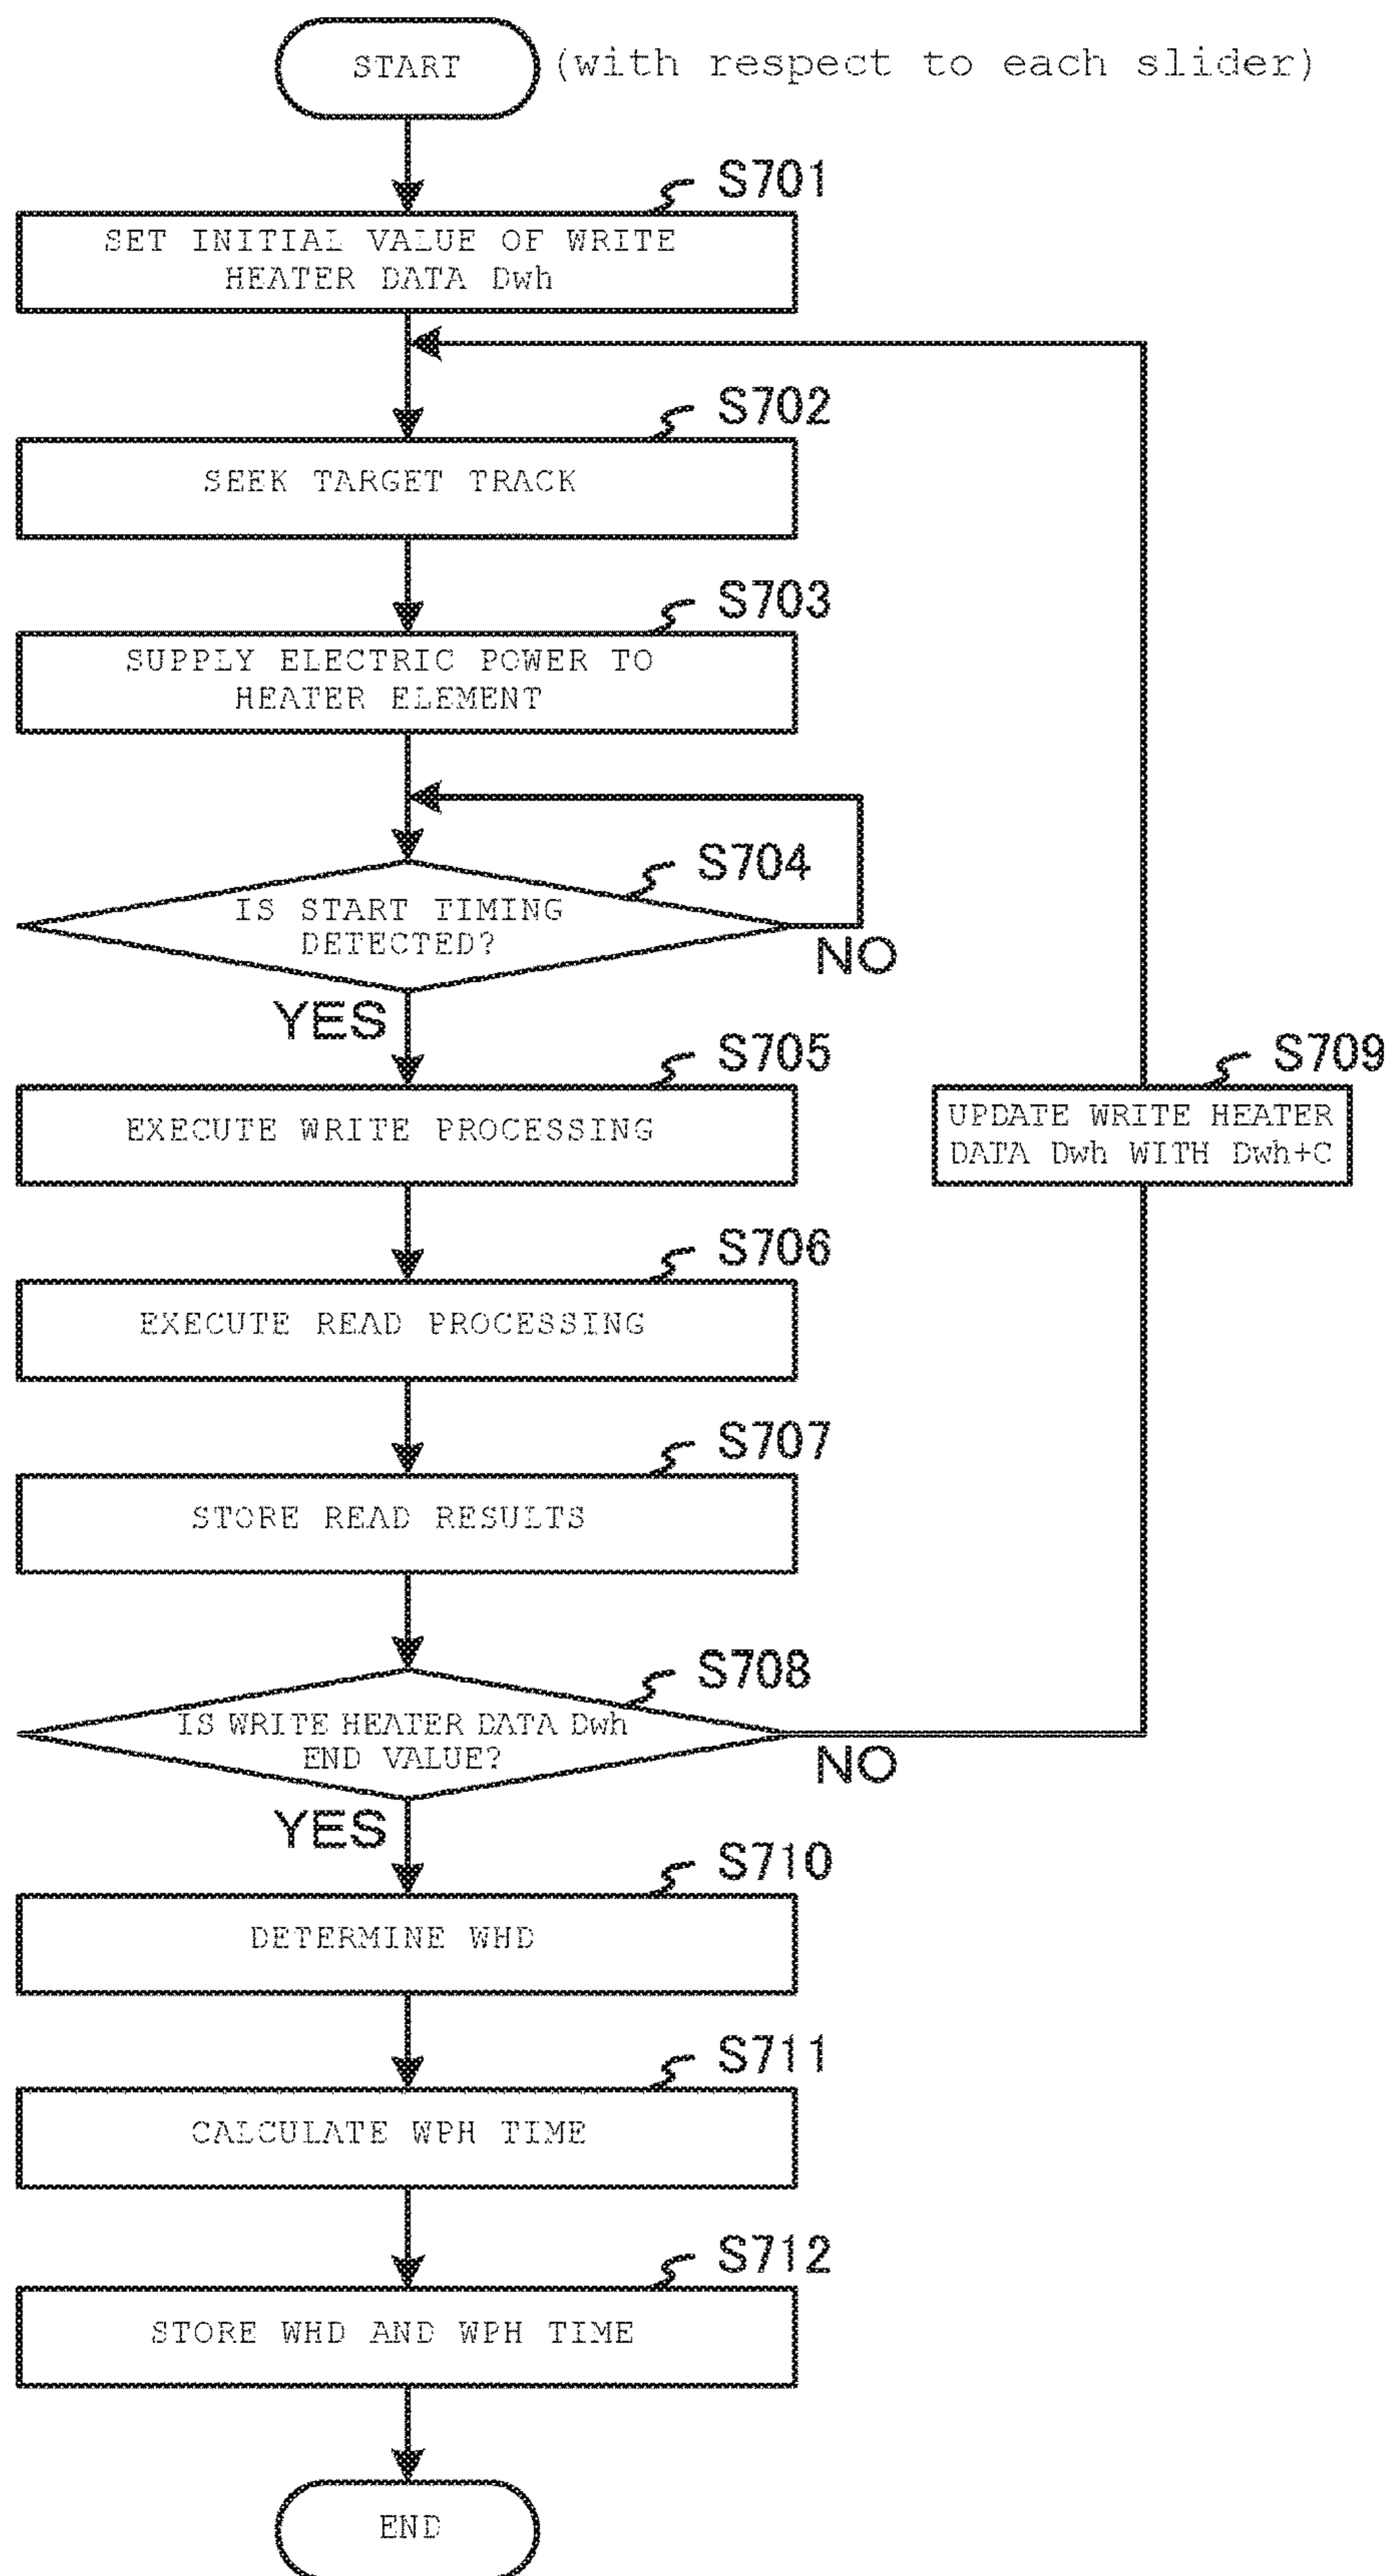 START
(with respect to each slider)
S701
SET INITIAL VALUE OF WRITE
HEATER DATA Dwh
S702
SEEK TARGET TRACK
S703
SUPPLY ELECTRIC POWER TO
HEATER ELEMENT
S704
IS START TIMING
DETECTED?
NO
YES
S705
EXECUTE WRITE PROCESSING
S709
UPDATE WRITE HEATER
DATA Dwh WITH Dwh+C
S706
EXECUTE READ PROCESSING
S707
STORE READ RESULTS
S708
IS WRITE HEATER DATA Dwh
END VALUE?
NO
YES
S710
DETERMINE WHD
S711
CALCULATE WPH TIME
S712
STORE WHD AND WPH TIME
END